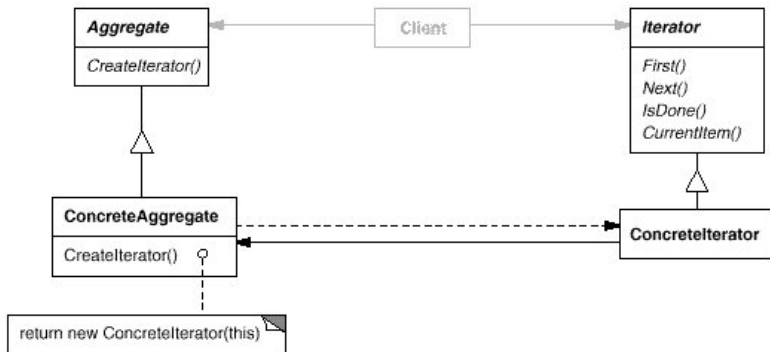 Aggregate
CreateIterator()
Client
Iterator
First()
Next()
IsDone()
CurrentItem()
ConcreteAggregate
CreateIterator()
ConcreteIterator
return new ConcreteIterator(this)